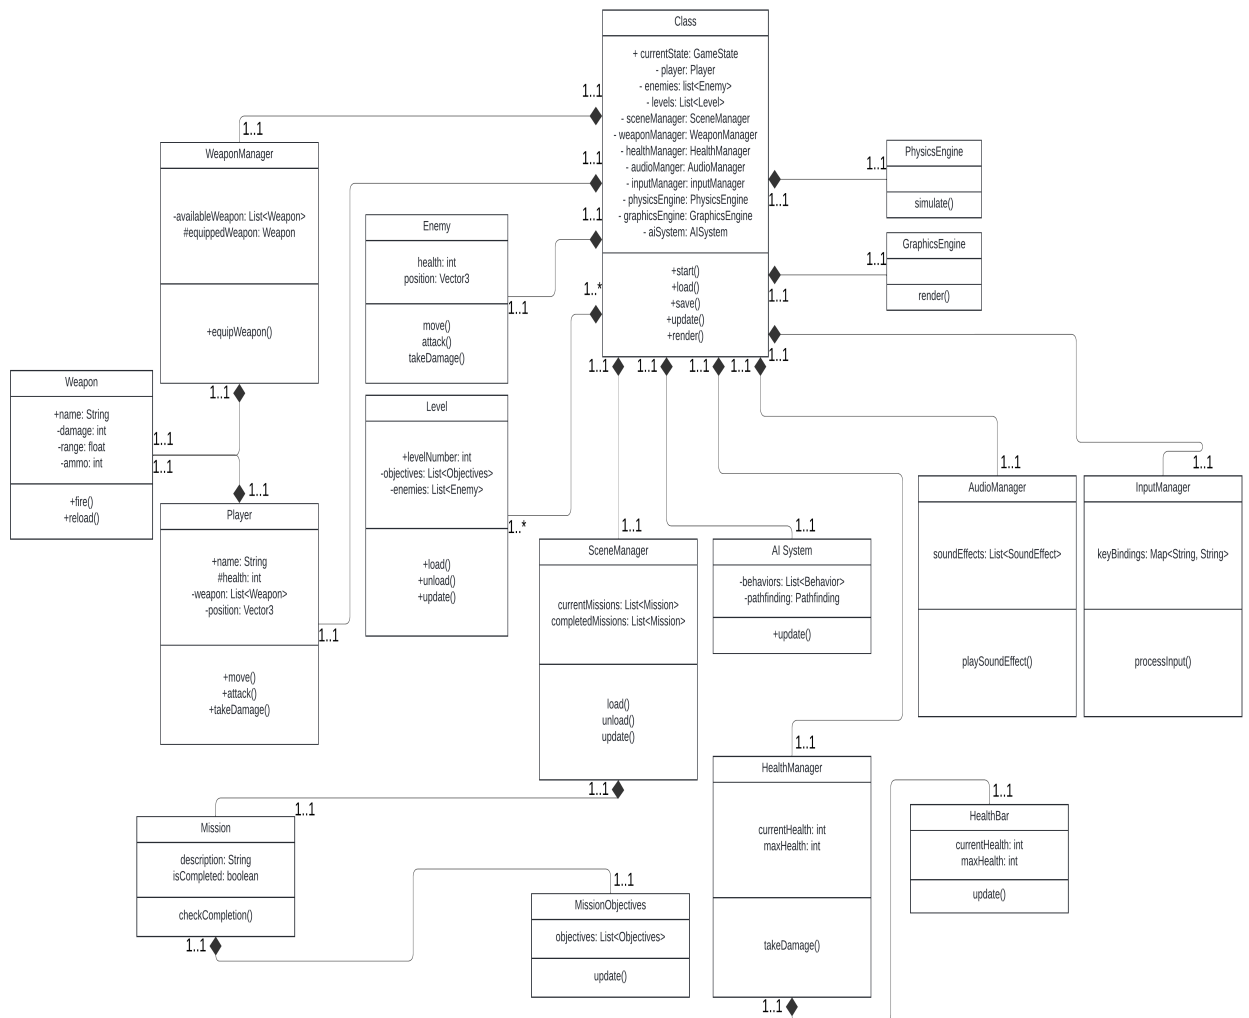 Class
+ currentState: GameState
- player: Player
- enemies: list<Enemy>
- levels: List<Level>
- sceneManager: SceneManager
- weaponManager: WeaponManager
- healthManager: HealthManager
- audioManger: AudioManager
- inputManager: inputManager
- physicsEngine: PhysicsEngine
- graphicsEngine: GraphicsEngine
- aiSystem: AISystem
+start()
+load()
+save()
+update()
+render()
1..1
1..1
1..1
1..*
1..1
1..1
1..1
1..1
1..1
1..1
1..1
1..1
WeaponManager
-availableWeapon: List<Weapon>
#equippedWeapon: Weapon
+equipWeapon()
1..1
1..1
PhysicsEngine
simulate()
1..1
GraphicsEngine
render()
Enemy
health: int
position: Vector3
move()
attack()
takeDamage()
1..1
Weapon
+name: String
-damage: int
-range: float
-ammo: int
+fire()
+reload()
1..1
1..1
1..1
Player
+name: String
#health: int
-weapon: List<Weapon>
-position: Vector3
+move()
+attack()
+takeDamage()
1..1
Level
+levelNumber: int
-objectives: List<Objectives>
-enemies: List<Enemy>
+load()
+unload()
+update()
1..*
1..1
SceneManager
currentMissions: List<Mission>
completedMissions: List<Mission>
load()
unload()
update()
1..1
1..1
AI System
-behaviors: List<Behavior>
-pathfinding: Pathfinding
+update()
1..1
AudioManager
soundEffects: List<SoundEffect>
playSoundEffect()
1..1
InputManager
keyBindings: Map<String, String>
processInput()
1..1
HealthManager
currentHealth: int
maxHealth: int
takeDamage()
1..1
1..1
HealthBar
currentHealth: int
maxHealth: int
update()
1..1
Mission
description: String
isCompleted: boolean
checkCompletion()
1..1
1..1
MissionObjectives
objectives: List<Objectives>
update()